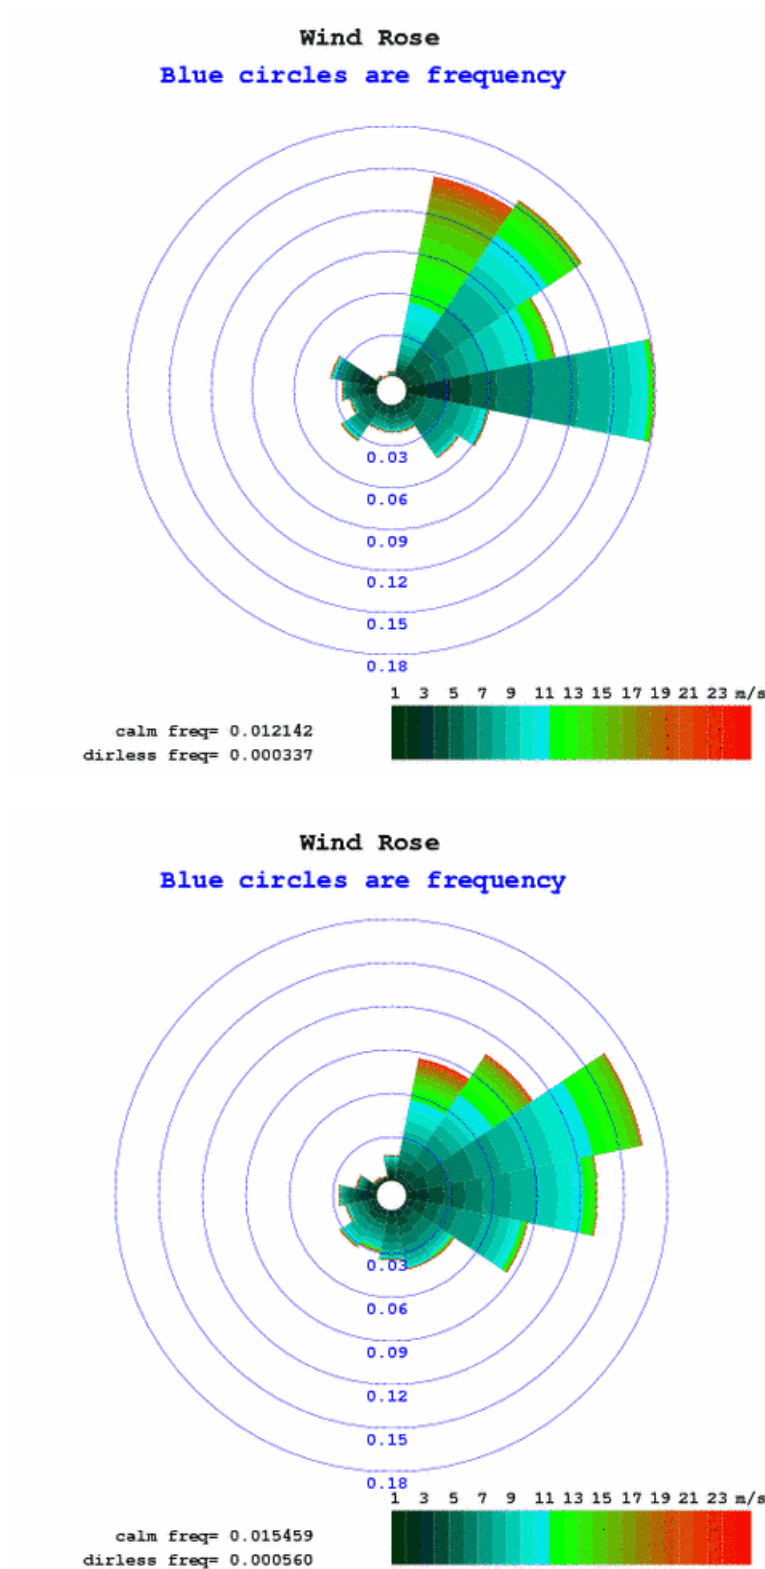 Wind Rose
Blue circles are frequency
0.03
0.06
0.09
0.12
0.15
0.18
1 3 5 7 9 11 13 15 17 19 21 23 m/s
calm freq= 0.012142
dirless freq= 0.000337
Wind Rose
Blue circles are frequency
0.03
0.06
0.09
0.12
0.15
0.18
1 3 5 7 9 11 13 15 17 19 21 23 m/s
calm freq= 0.015459
dirless freq= 0.000560